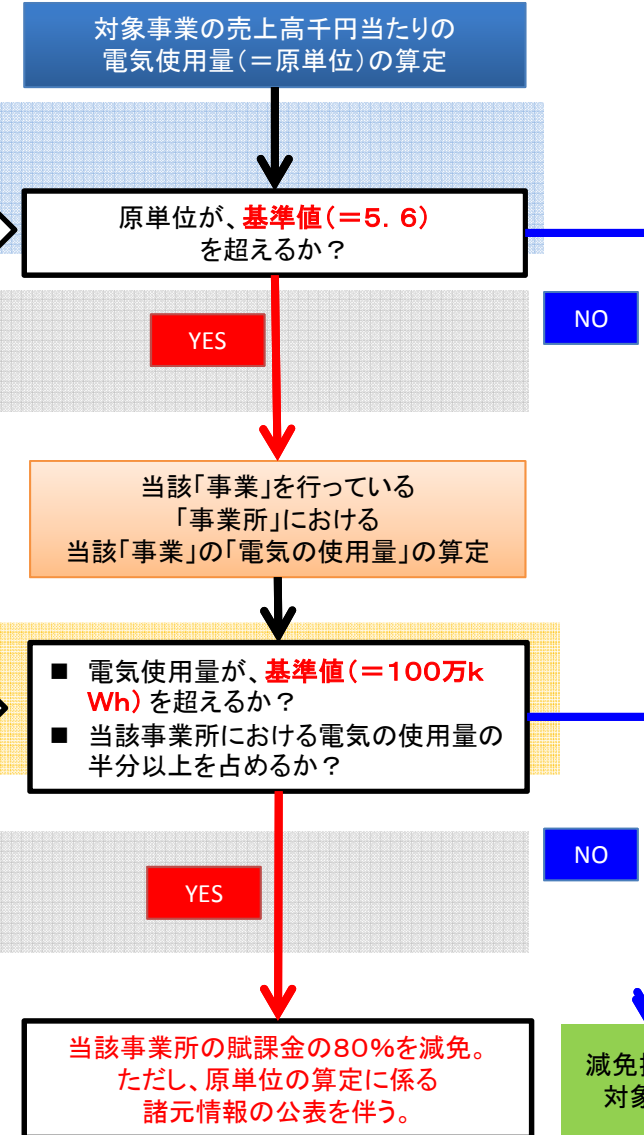 対象事業の売上高千円当たりの
電気使用量(=原単位)の算定
原単位が、基準値(=5.6)
を超えるか？
YES
NO
当該「事業」を行っている
「事業所」における
当該「事業」の「電気の使用量」の算定
■ 電気使用量が、基準値(=100万k
Wh)を超えるか？
■ 当該事業所における電気の使用量の
半分以上を占めるか？
YES
NO
当該事業所の賦課金の80%を減免。
ただし、原単位の算定に係る
諸元情報の公表を伴う。
減免
対象